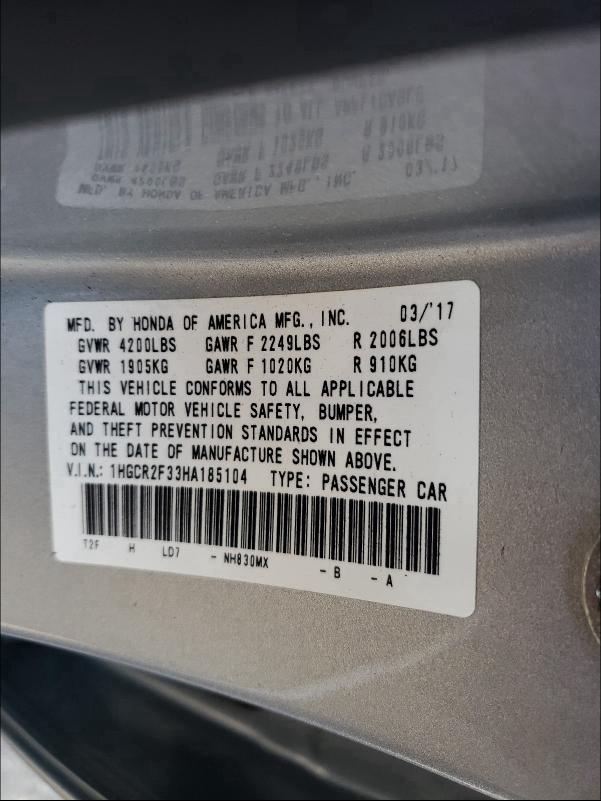 MFD. BY HONDA OF AMERICA MFG., INC. 03/'17
GVWR 4200LBS GAWR F 2249LBS R 2006LBS
GVWR 1905KG GAWR F 1020KG R 910KG
THIS VEHICLE CONFORMS TO ALL APPLICABLE
FEDERAL MOTOR VEHICLE SAFETY, BUMPER,
AND THEFT PREVENTION STANDARDS IN EFFECT
ON THE DATE OF MANUFACTURE SHOWN ABOVE.
V.I.N.: 1HGCR2F33HA185104 TYPE: PASSENGER CAR
T2F H LD7 - NH830MX - B - A